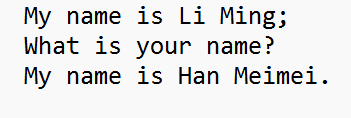 My name is Li Ming;
What is your name?
My name is Han Meimei.